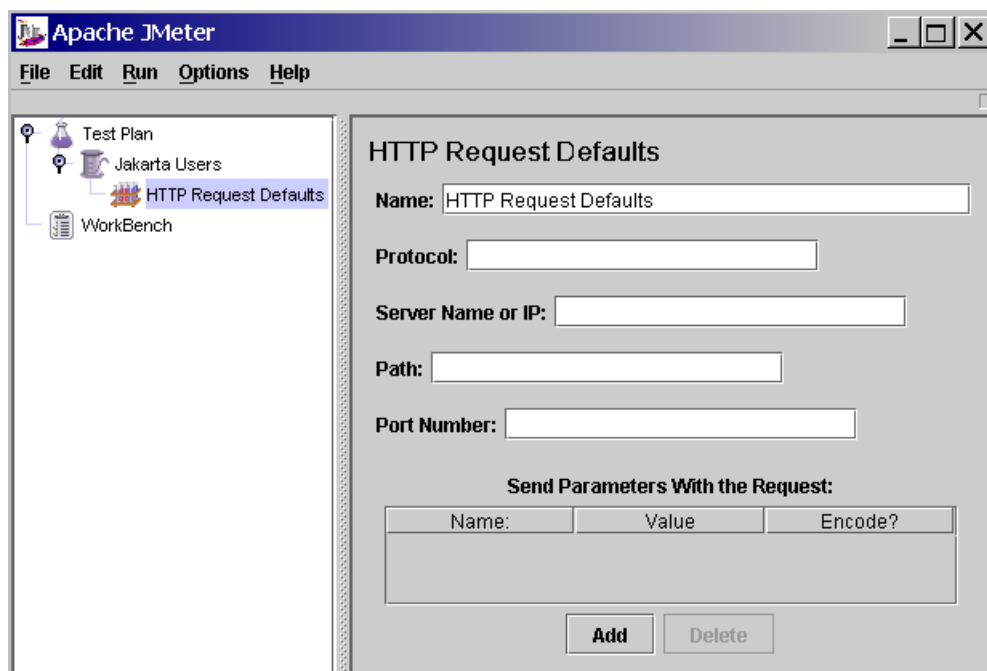 Apache JMeter
File Edit Run Options Help
Test Plan
Jakarta Users
HTTP Request Defaults
WorkBench
HTTP Request Defaults
Name: HTTP Request Defaults
Protocol:
Server Name or IP:
Path:
Port Number:
Send Parameters With the Request:
Name: Value Encode?
Add Delete